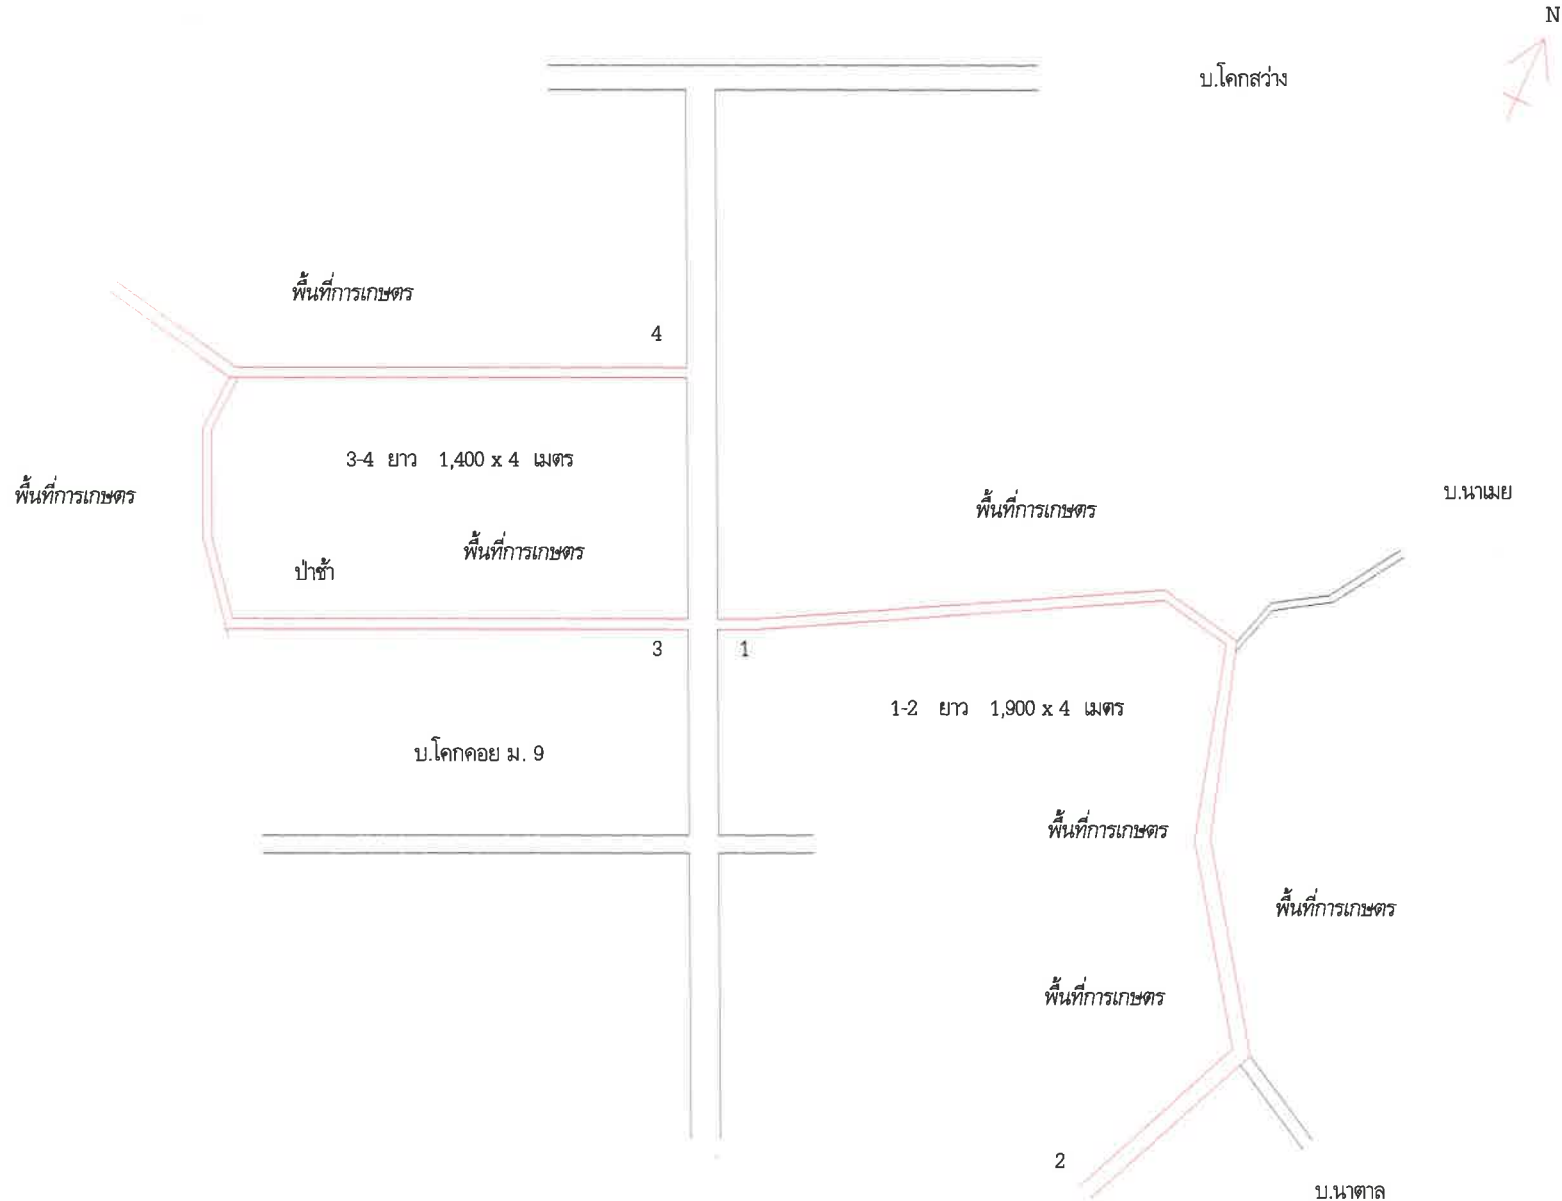 N
บ.โคกสว่าง
พื้นที่การเกษตร
4
3-4 ยาว 1,400 x 4 เมตร
พื้นที่การเกษตร
บ.นาเมย
พื้นที่การเกษตร
พื้นที่การเกษตร
ป่าช้า
3
1
1-2 ยาว 1,900 x 4 เมตร
บ.โคกคอย ม. 9
พื้นที่การเกษตร
พื้นที่การเกษตร
พื้นที่การเกษตร
2
บ.นาตาล